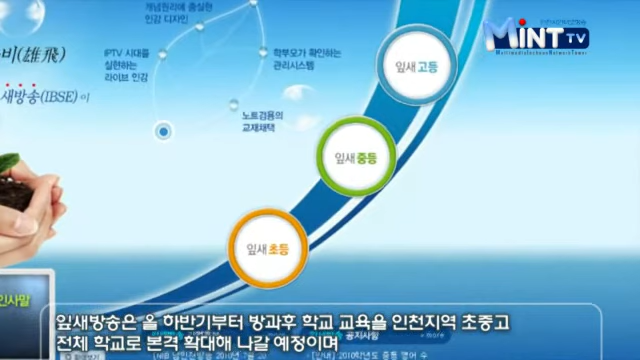 개념원리에 충실한
인강 디자인
MINT TV
MultimediaIncheonNetworkTower
비(雄飛)
IPTV 시대를
실현하는
라이브 인강
학부모가 확인하는
관리시스템
잎새고등
새방송(IBSE) 이
노트겸용의
교재채택
잎새중등
잎새초등
인사말
잎새방송은 올 하반기부터 방과후 학교 교육을 인천지역 초중고
전체 학교로 본격 확대해 나갈 예정이며